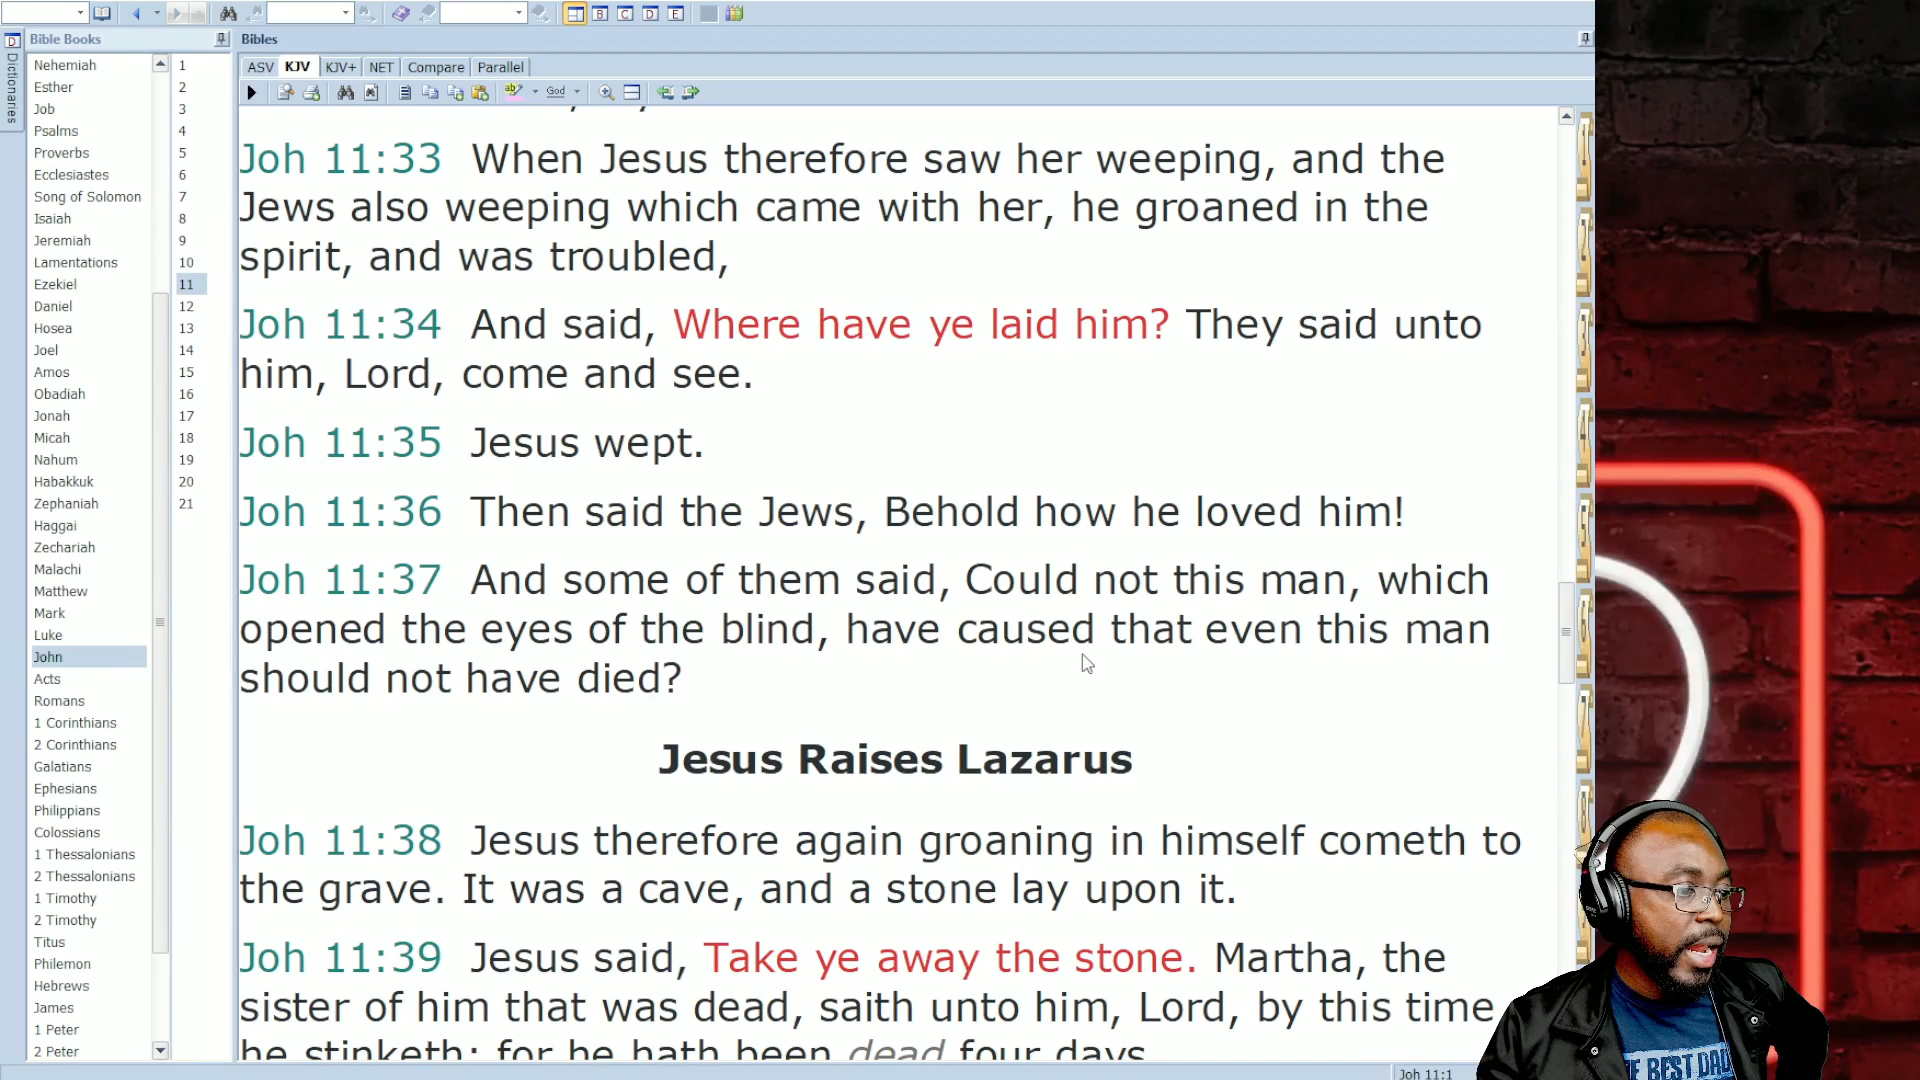 B C D E
Bible Books
Bibles
D
Dictionaries
ASV KJV KJV+ NET Compare Parallel
God
Nehemiah 1
Esther 2
Job 3
Psalms 4
Proverbs 5
Ecclesiastes 6
Song of Solomon 7
Isaiah 8
Jeremiah 9
Lamentations 10
Ezekiel 11
Daniel 12
Hosea 13
Joel 14
Amos 15
Obadiah 16
Jonah 17
Micah 18
Nahum 19
Habakkuk 20
Zephaniah 21
Haggai
Zechariah
Malachi
Matthew
Mark
Luke
John
Acts
Romans
1 Corinthians
2 Corinthians
Galatians
Ephesians
Philippians
Colossians
1 Thessalonians
2 Thessalonians
1 Timothy
2 Timothy
Titus
Philemon
Hebrews
James
1 Peter
2 Peter
Joh 11:33 When Jesus therefore saw her weeping, and the
Jews also weeping which came with her, he groaned in the
spirit, and was troubled,
Joh 11:34 And said, Where have ye laid him? They said unto
him, Lord, come and see.
Joh 11:35 Jesus wept.
Joh 11:36 Then said the Jews, Behold how he loved him!
Joh 11:37 And some of them said, Could not this man, which
opened the eyes of the blind, have caused that even this man
should not have died?
Jesus Raises Lazarus
Joh 11:38 Jesus therefore again groaning in himself cometh to
the grave. It was a cave, and a stone lay upon it.
Joh 11:39 Jesus said, Take ye away the stone. Martha, the
sister of him that was dead, saith unto him, Lord, by this time
he stinketh: for he hath been dead four days
Joh 11:1
BEST DAD